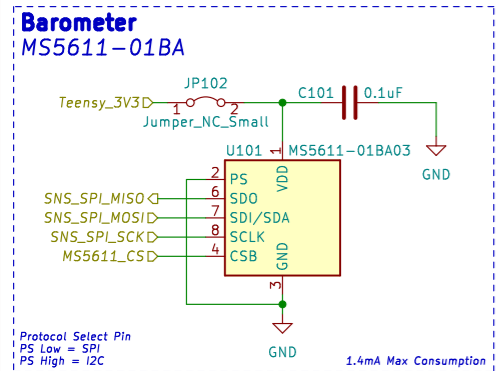 Barometer
MS5611-01BA
JP102
C101 0.1uF
Teensy_3V3
1 2
Jumper_NC_Small
GND
U101 1 MS5611-01BA03
VDD
2 PS
SNS_SPI_MISO 6 SDO
SNS_SPI_MOSI 7 SDI/SDA
SNS_SPI_SCK 8 SCLK
MS5611_CS 4 CSB
GND
3
GND
Protocol Select Pin
PS Low = SPI
PS High = I2C
1.4mA Max Consumption